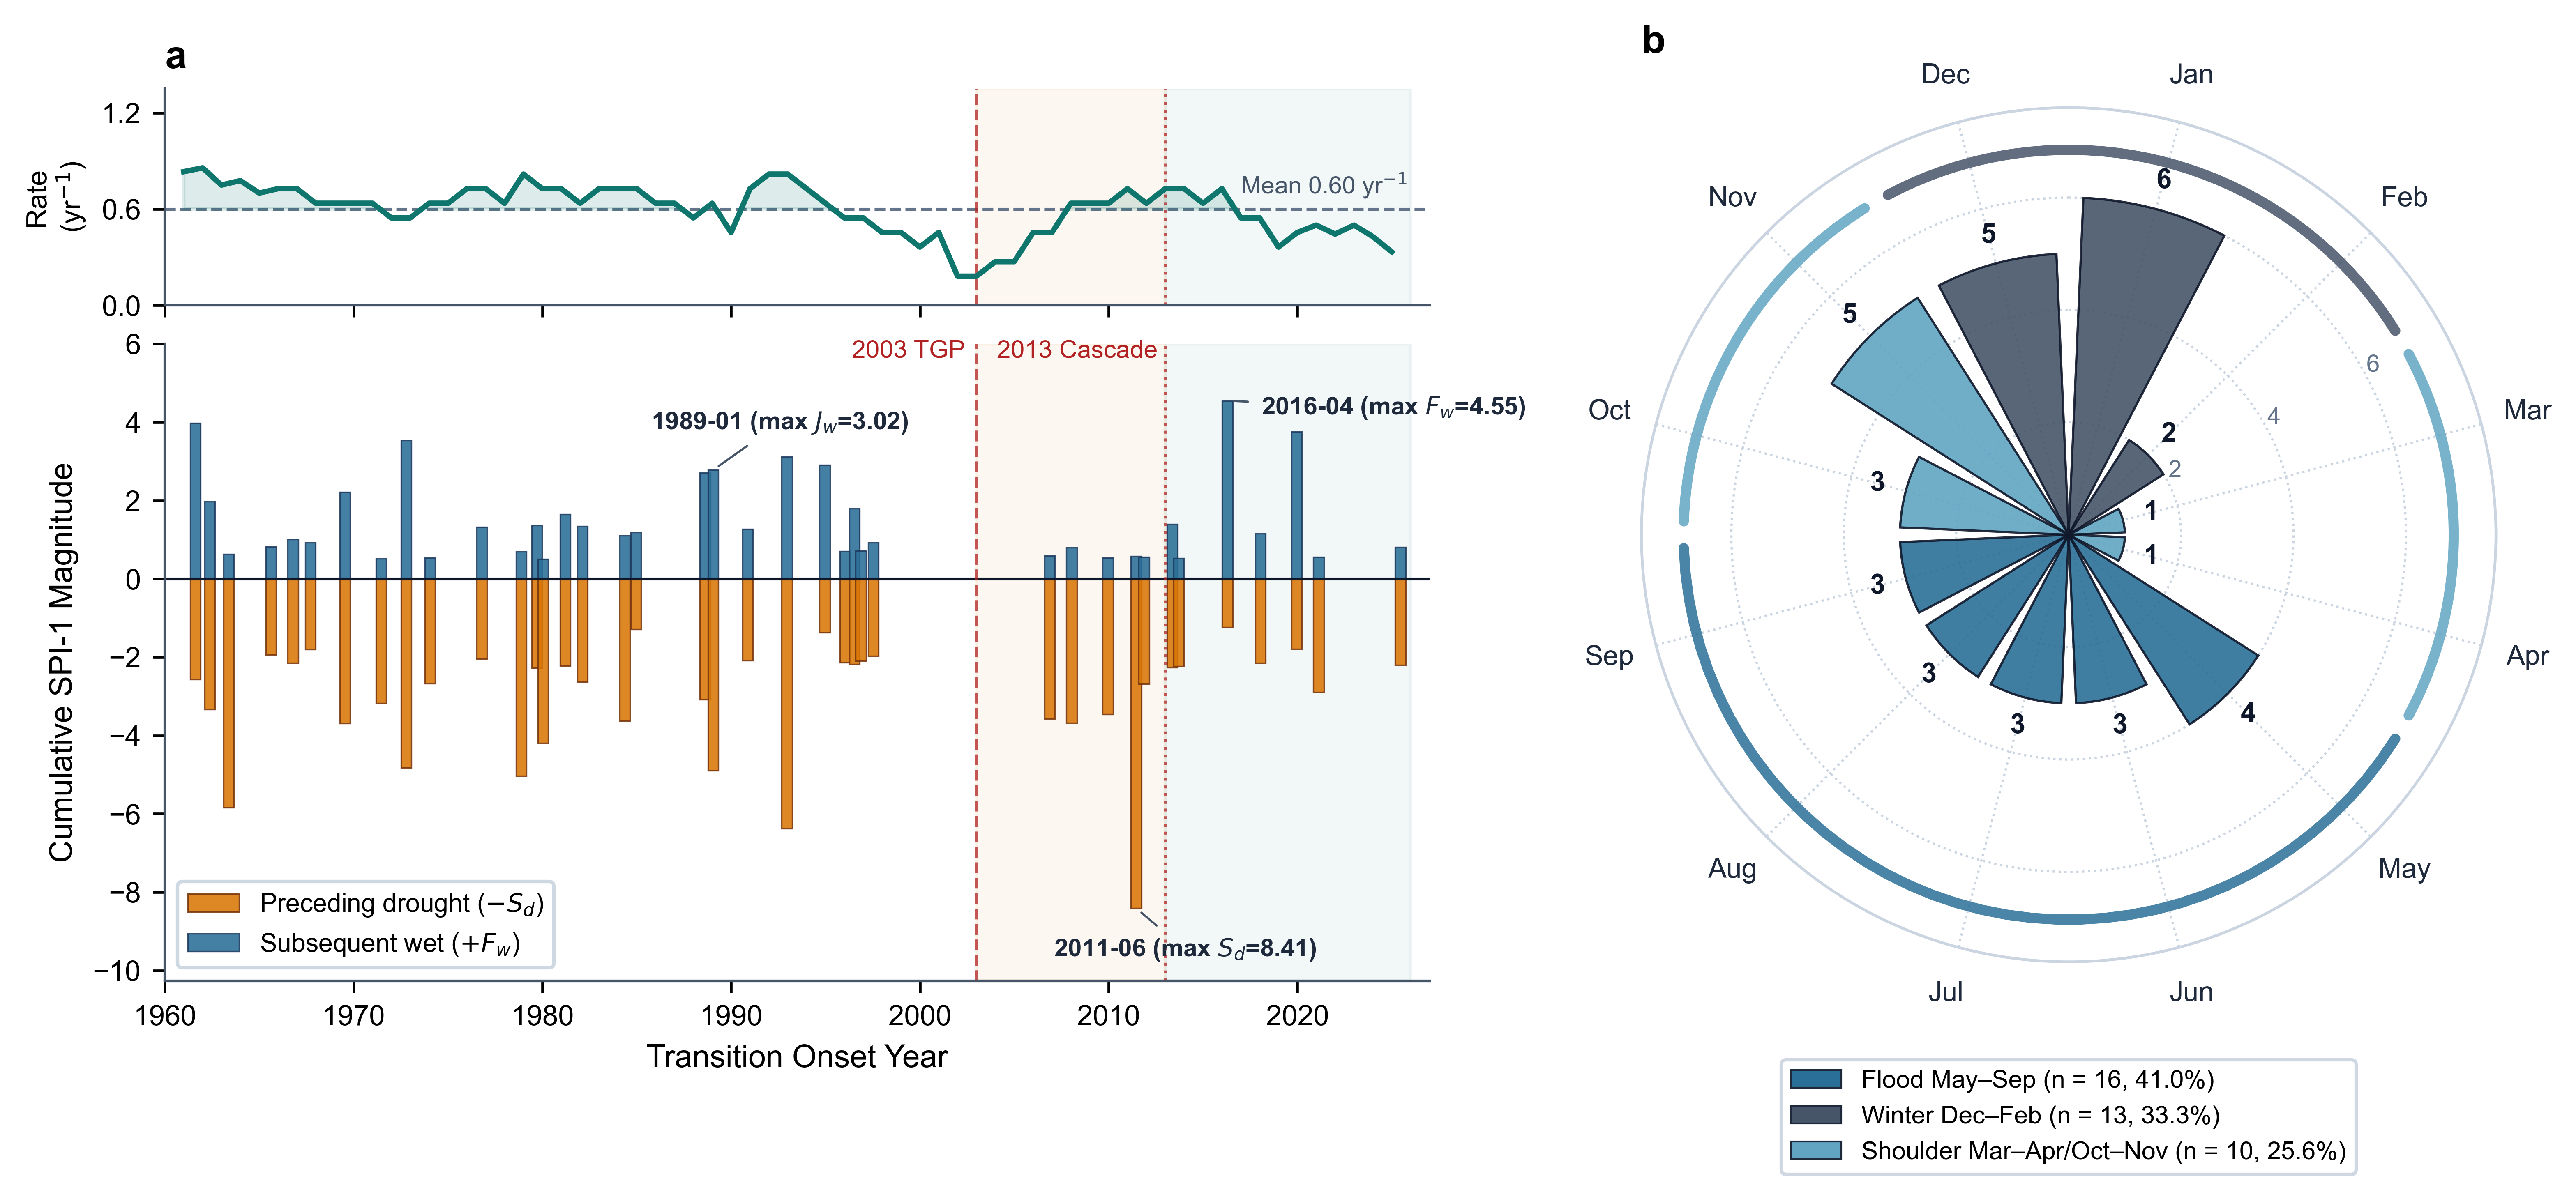 a
1.2
0.6
0.0
Rate
(yr⁻¹)
Mean 0.60 yr⁻¹
6
4
2
0
−2
−4
−6
−8
−10
Cumulative SPI-1 Magnitude
2003 TGP
2013 Cascade
1989-01 (max J_w=3.02)
2016-04 (max F_w=4.55)
2011-06 (max S_d=8.41)
Preceding drought (−S_d)
Subsequent wet (+F_w)
1960
1970
1980
1990
2000
2010
2020
Transition Onset Year
b
Dec
Jan
Nov
Feb
Oct
Mar
Sep
Apr
Aug
May
Jul
Jun
6
5
5
2
3
1
1
3
3
3
3
4
6
4
2
Flood May–Sep (n = 16, 41.0%)
Winter Dec–Feb (n = 13, 33.3%)
Shoulder Mar–Apr/Oct–Nov (n = 10, 25.6%)